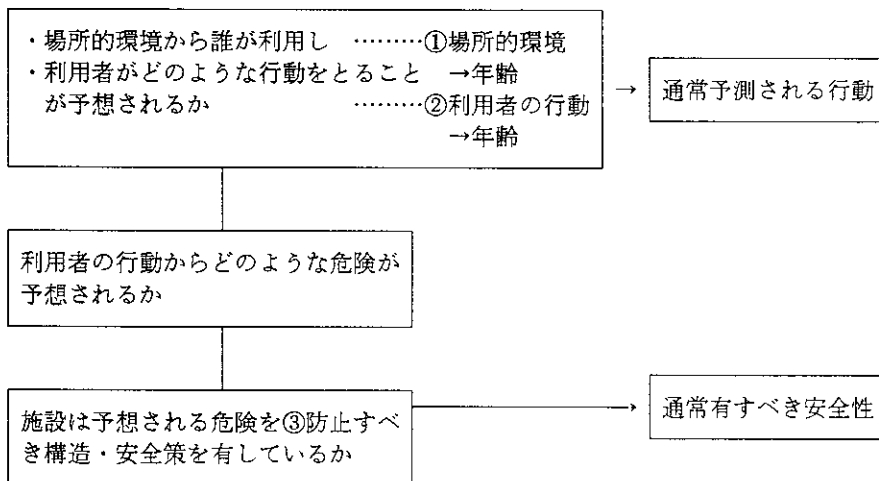 ・場所的環境から誰が利用し ………①場所的環境
・利用者がどのような行動をとること →年齢
が予想されるか ………②利用者の行動
→年齢
→ 通常予測される行動
利用者の行動からどのような危険が
予想されるか
施設は予想される危険を③防止すべ
き構造・安全策を有しているか
通常有すべき安全性